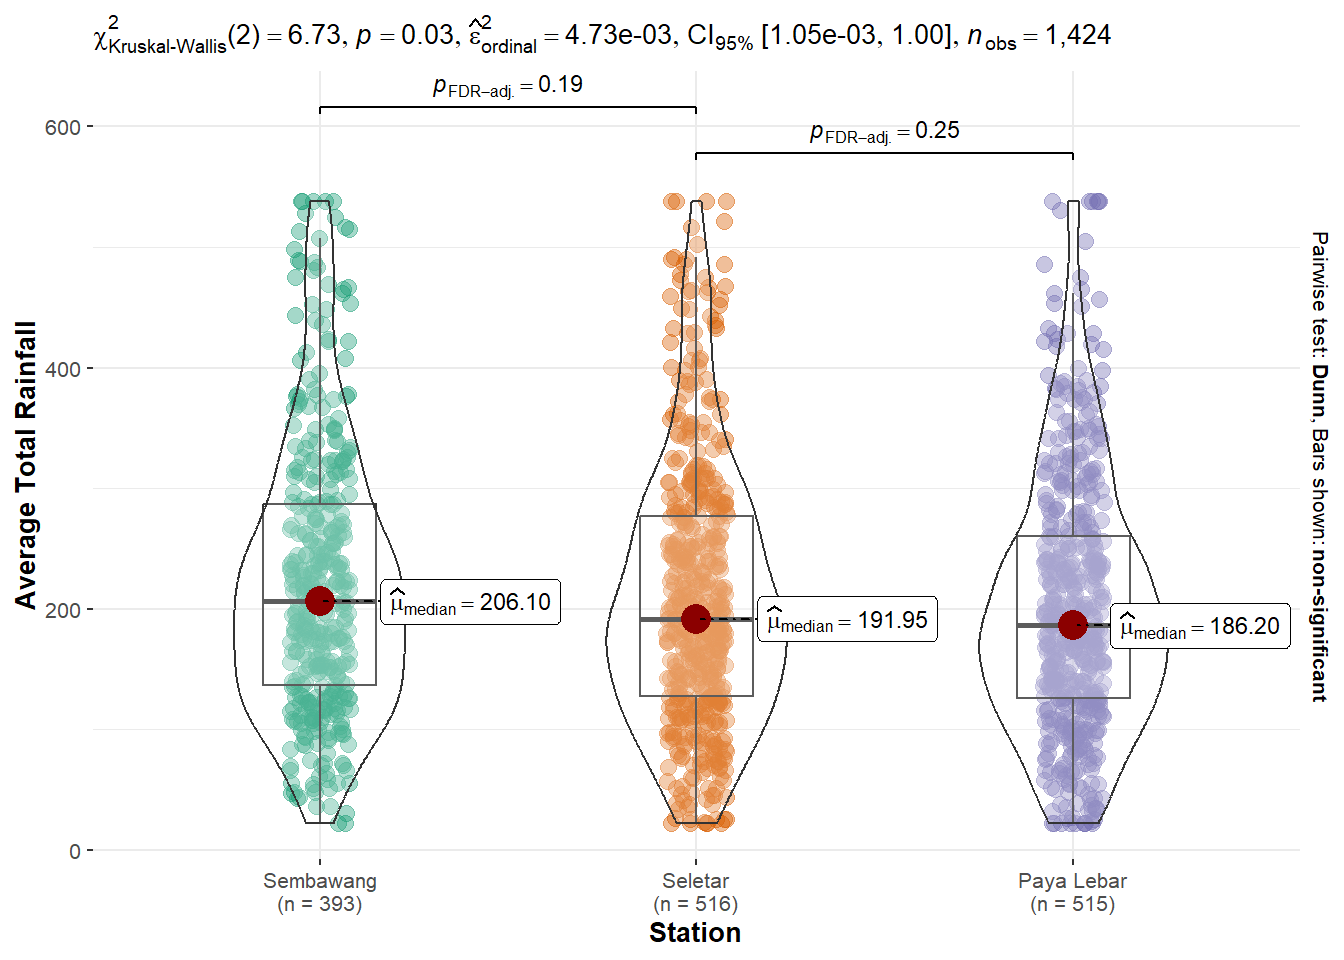 χ²Kruskal-Wallis(2) = 6.73, p = 0.03, ε̂²ordinal = 4.73e-03, CI95% [1.05e-03, 1.00], nobs = 1,424
pFDR−adj. = 0.19
pFDR−adj. = 0.25
600
400
200
0
Average Total Rainfall
μ̂median = 206.10
μ̂median = 191.95
μ̂median = 186.20
Pairwise test: Dunn, Bars shown: non-significant
Sembawang
(n = 393)
Seletar
(n = 516)
Paya Lebar
(n = 515)
Station